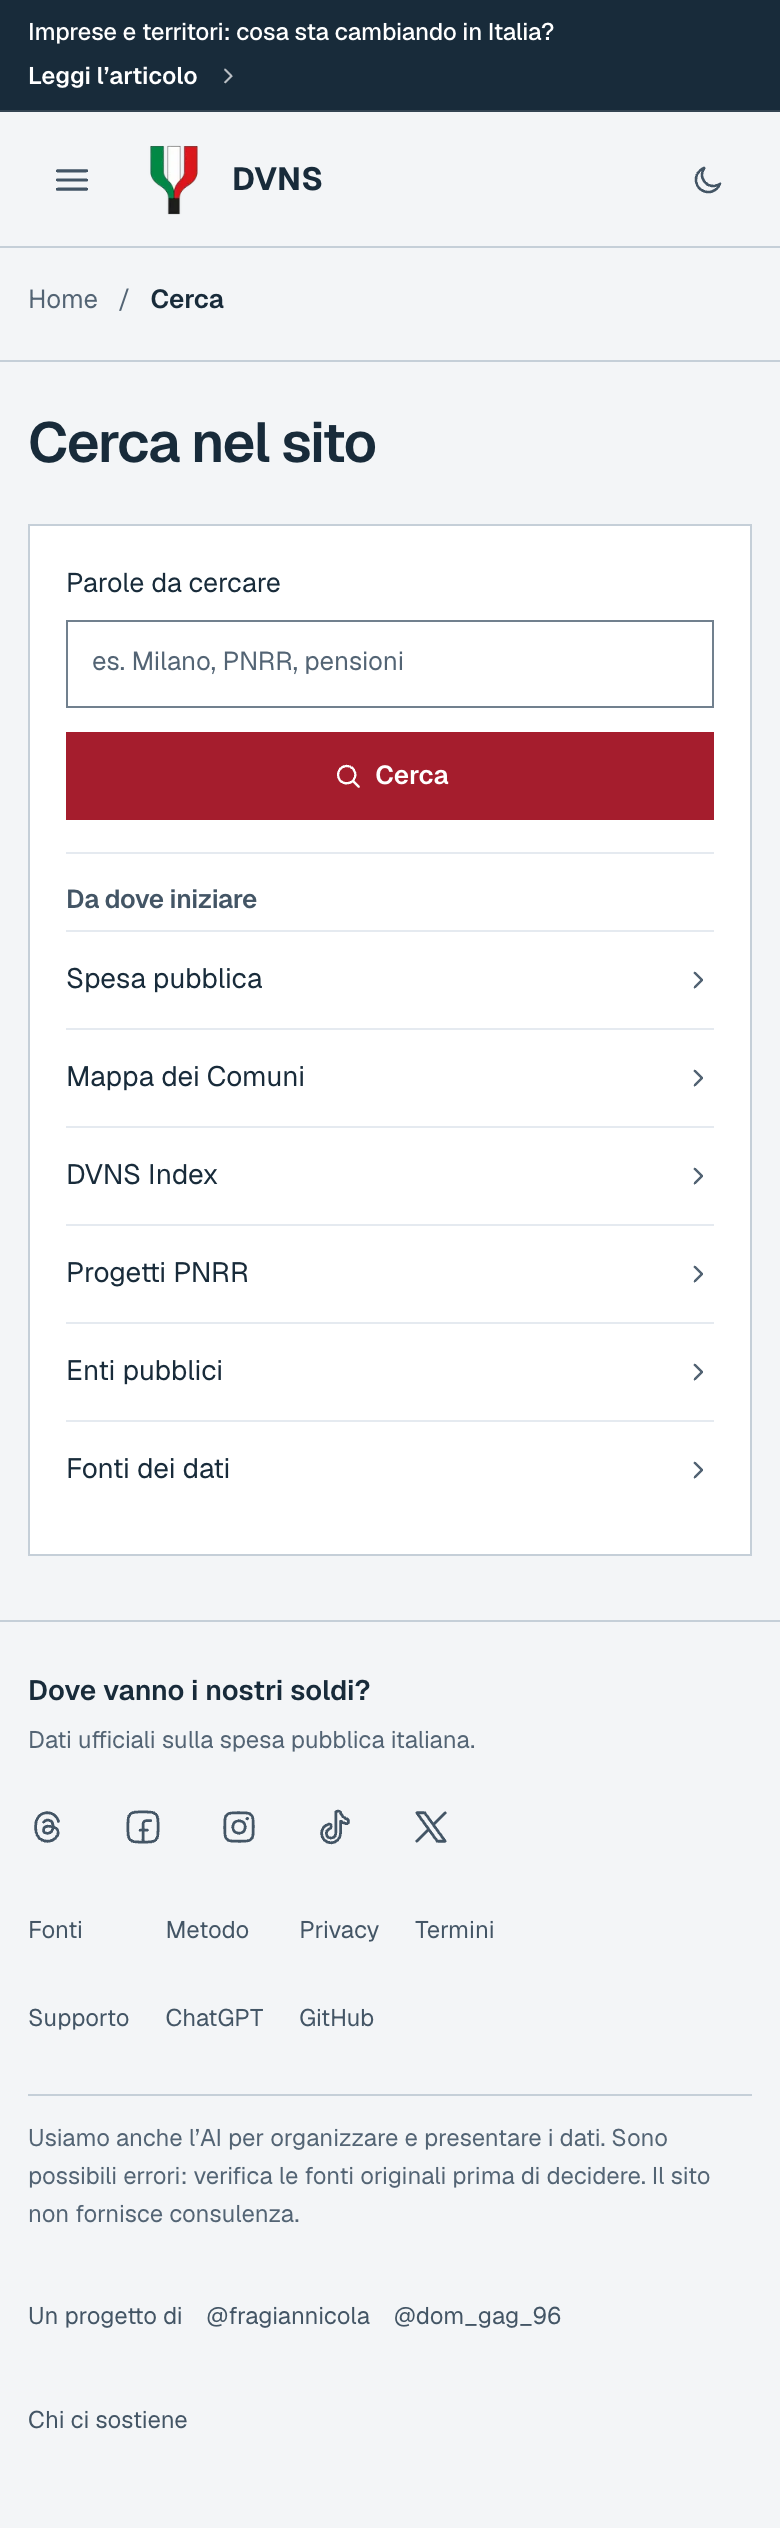 Imprese e territori: cosa sta cambiando in Italia?
Leggi l’articolo
DVNS
Home / Cerca
Cerca nel sito
Parole da cercare
es. Milano, PNRR, pensioni
Cerca
Da dove iniziare
Spesa pubblica
Mappa dei Comuni
DVNS Index
Progetti PNRR
Enti pubblici
Fonti dei dati
Dove vanno i nostri soldi?
Dati ufficiali sulla spesa pubblica italiana.
Fonti Metodo Privacy Termini
Supporto ChatGPT GitHub
Usiamo anche l’AI per organizzare e presentare i dati. Sono
possibili errori: verifica le fonti originali prima di decidere. Il sito
non fornisce consulenza.
Un progetto di @fragiannicola @dom_gag_96
Chi ci sostiene